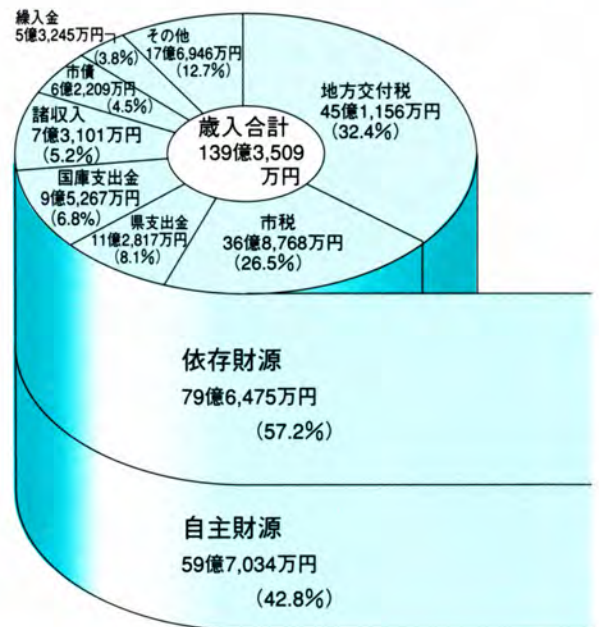 繰入金
5億3,245万円
(3.8%)
その他
17億6,946万円
(12.7%)
市債
6億2,209万円
(4.5%)
諸収入
7億3,101万円
(5.2%)
国庫支出金
9億5,267万円
(6.8%)
県支出金
11億2,817万円
(8.1%)
市税
36億8,768万円
(26.5%)
地方交付税
45億1,156万円
(32.4%)
歳入合計
139億3,509
万円
依存財源
79億6,475万円
(57.2%)
自主財源
59億7,034万円
(42.8%)